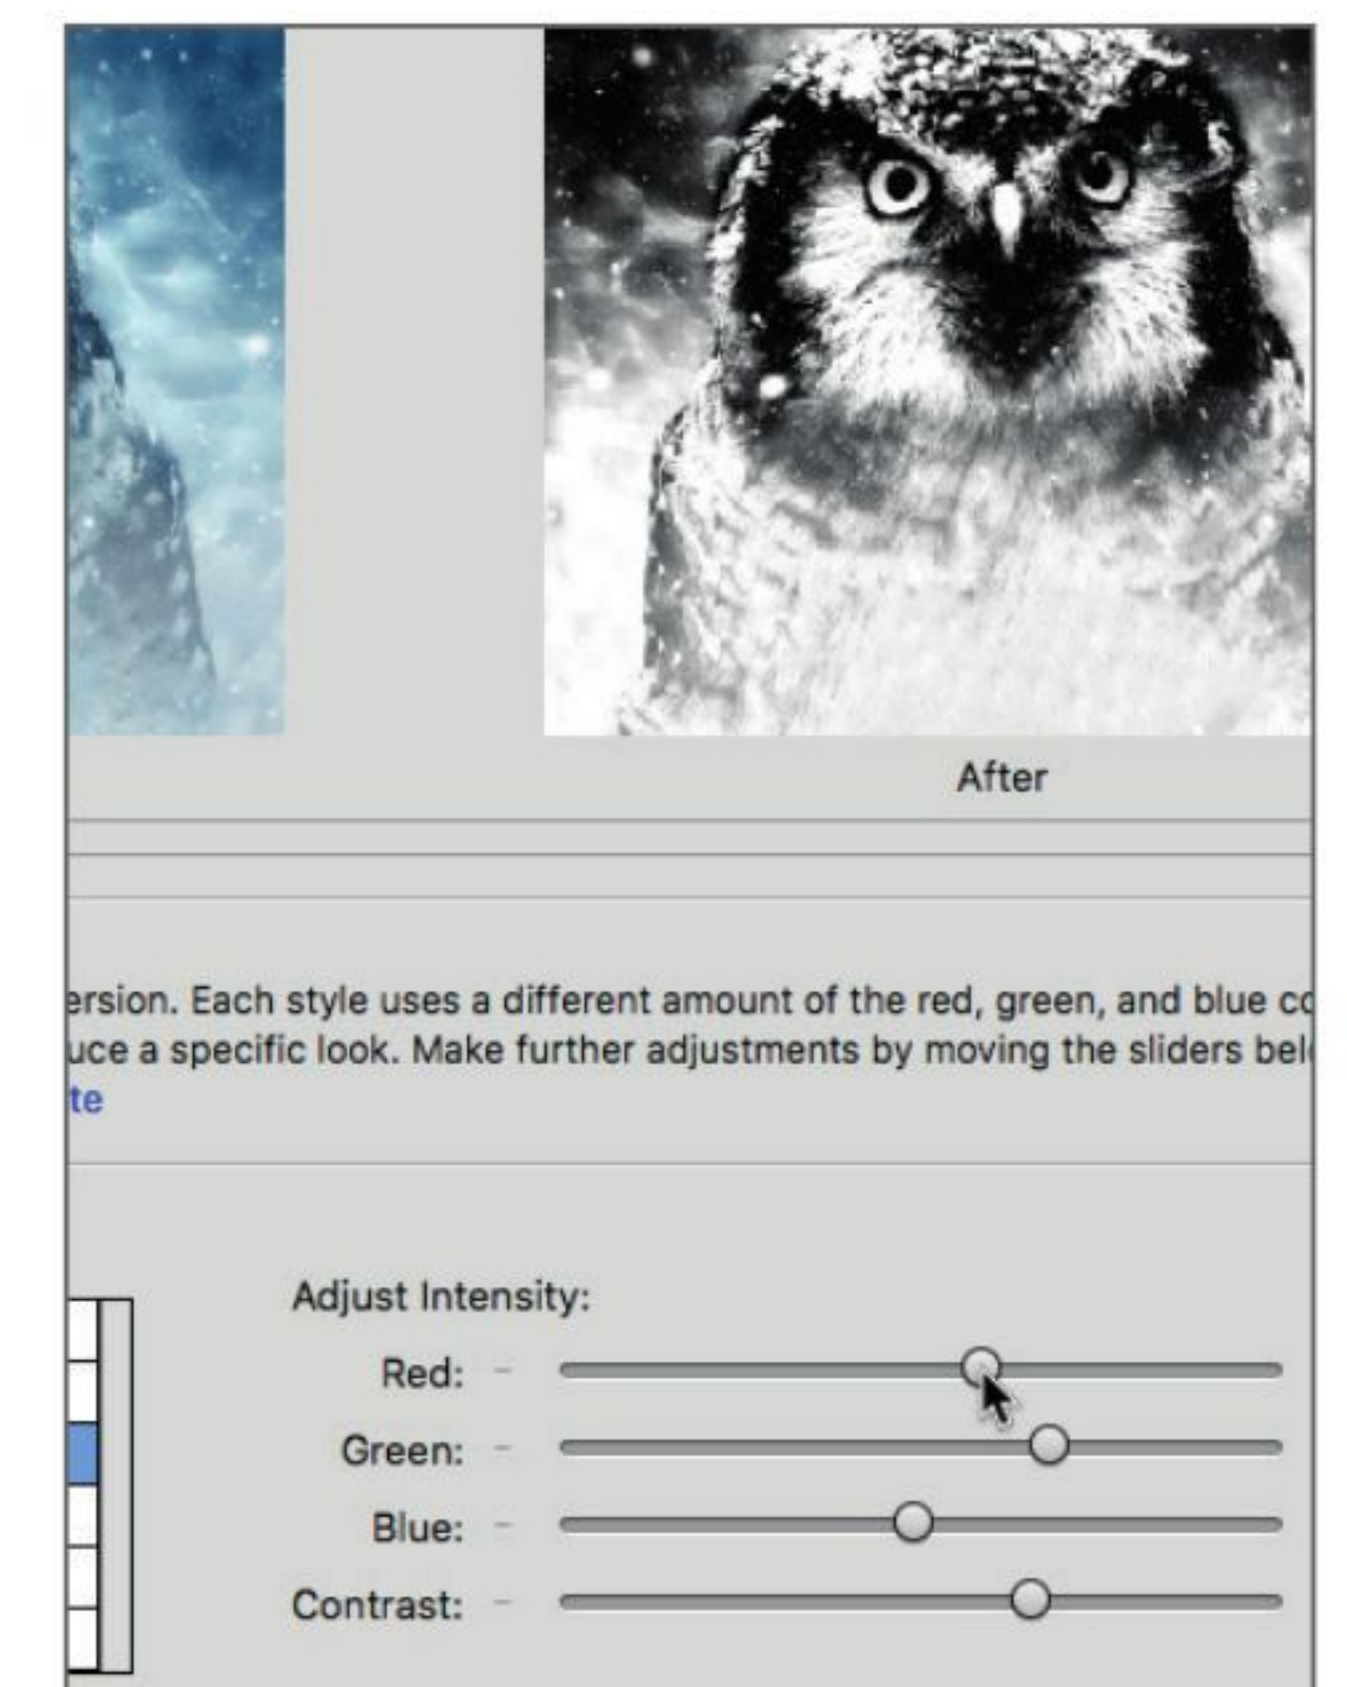 After
ersion. Each style uses a different amount of the red, green, and blue co
uce a specific look. Make further adjustments by moving the sliders bel
te
Adjust Intensity:
Red: -
Green: -
Blue: -
Contrast: -